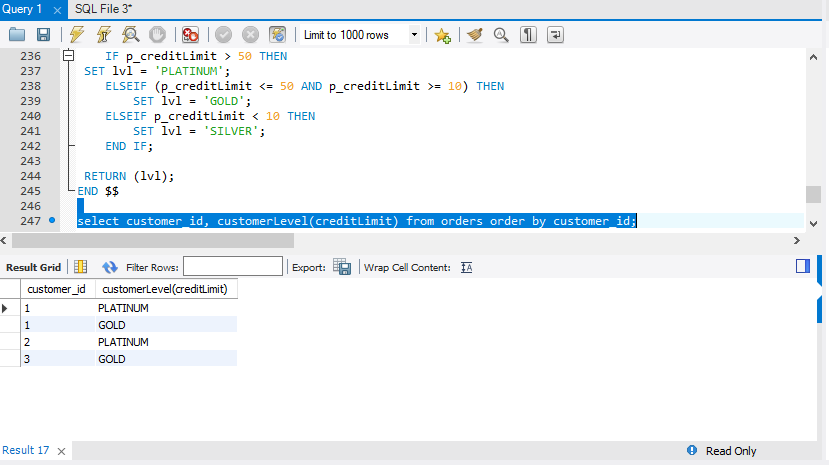 Query 1 SQL File 3*
Limit to 1000 rows
236 IF p_creditLimit > 50 THEN
237 SET lvl = 'PLATINUM';
238 ELSEIF (p_creditLimit <= 50 AND p_creditLimit >= 10) THEN
239 SET lvl = 'GOLD';
240 ELSEIF p_creditLimit < 10 THEN
241 SET lvl = 'SILVER';
242 END IF;
243
244 RETURN (lvl);
245 END $$
246
247 select customer_id, customerLevel(creditLimit) from orders order by customer_id;
Result Grid Filter Rows: Export: Wrap Cell Content:
customer_id customerLevel(creditLimit)
1 PLATINUM
1 GOLD
2 PLATINUM
3 GOLD
Result 17 Read Only